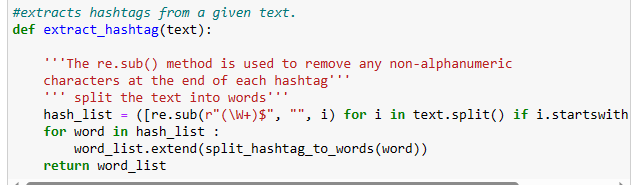 #extracts hashtags from a given text.
def extract_hashtag(text):
'''The re.sub() method is used to remove any non-alphanumeric
characters at the end of each hashtag'''
''' split the text into words'''
hash_list = ([re.sub(r"(\W+)$", "", i) for i in text.split() if i.startswith
for word in hash_list :
word_list.extend(split_hashtag_to_words(word))
return word_list